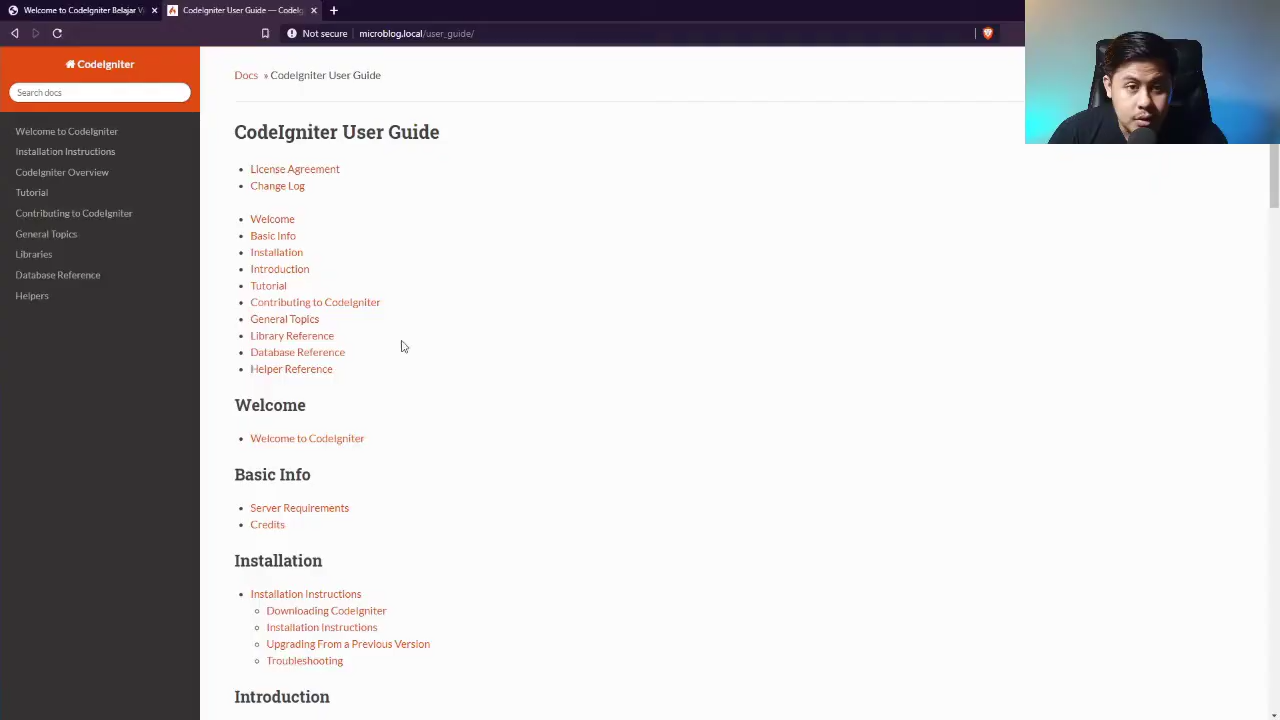 Welcome to CodeIgniter Belajar V
CodeIgniter User Guide — CodeIg
Not secure
microblog.local/user_guide/
CodeIgniter
Search docs
Welcome to CodeIgniter
Installation Instructions
CodeIgniter Overview
Tutorial
Contributing to CodeIgniter
General Topics
Libraries
Database Reference
Helpers
Docs » CodeIgniter User Guide
CodeIgniter User Guide
License Agreement
Change Log
Welcome
Basic Info
Installation
Introduction
Tutorial
Contributing to CodeIgniter
General Topics
Library Reference
Database Reference
Helper Reference
Welcome
Welcome to CodeIgniter
Basic Info
Server Requirements
Credits
Installation
Installation Instructions
Downloading CodeIgniter
Installation Instructions
Upgrading From a Previous Version
Troubleshooting
Introduction